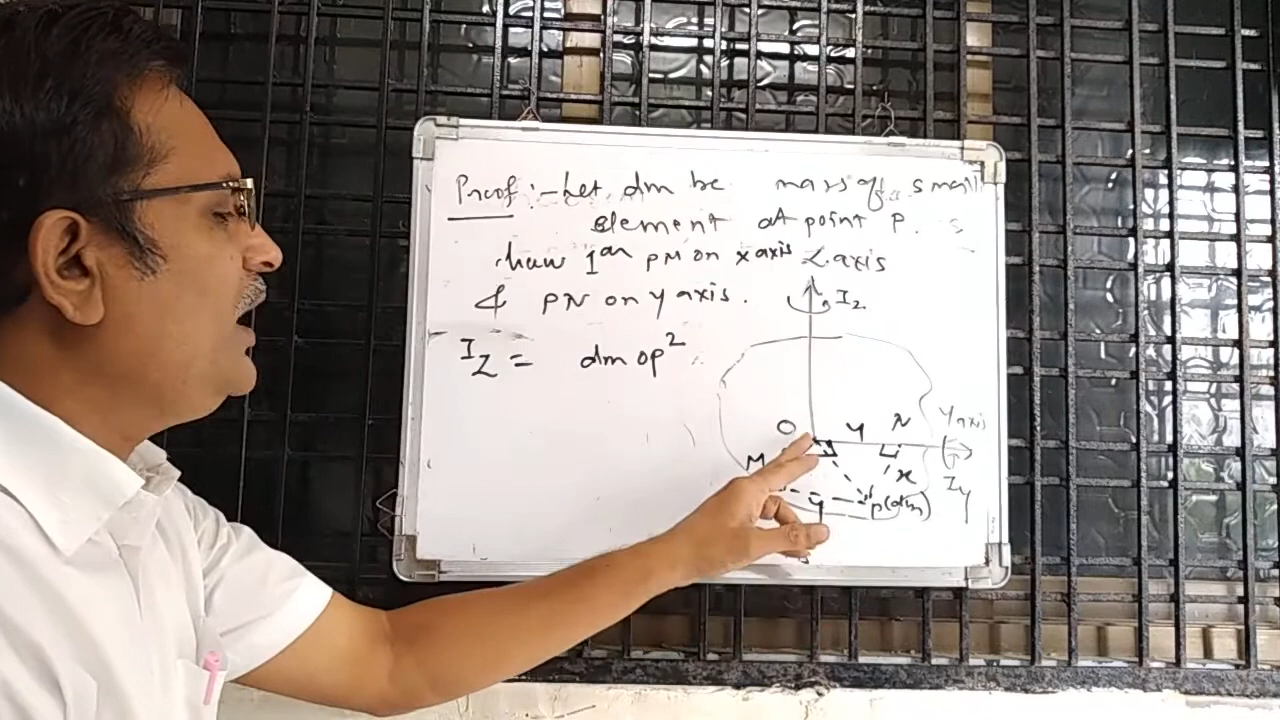 Proof :- Let dm be mass of small
element at point P.
draw ⊥ar PM on x axis Z axis
& PN on y axis.
I₂
I_Z = dm op²
O y N Y axis
M x I_y
y P(dm)